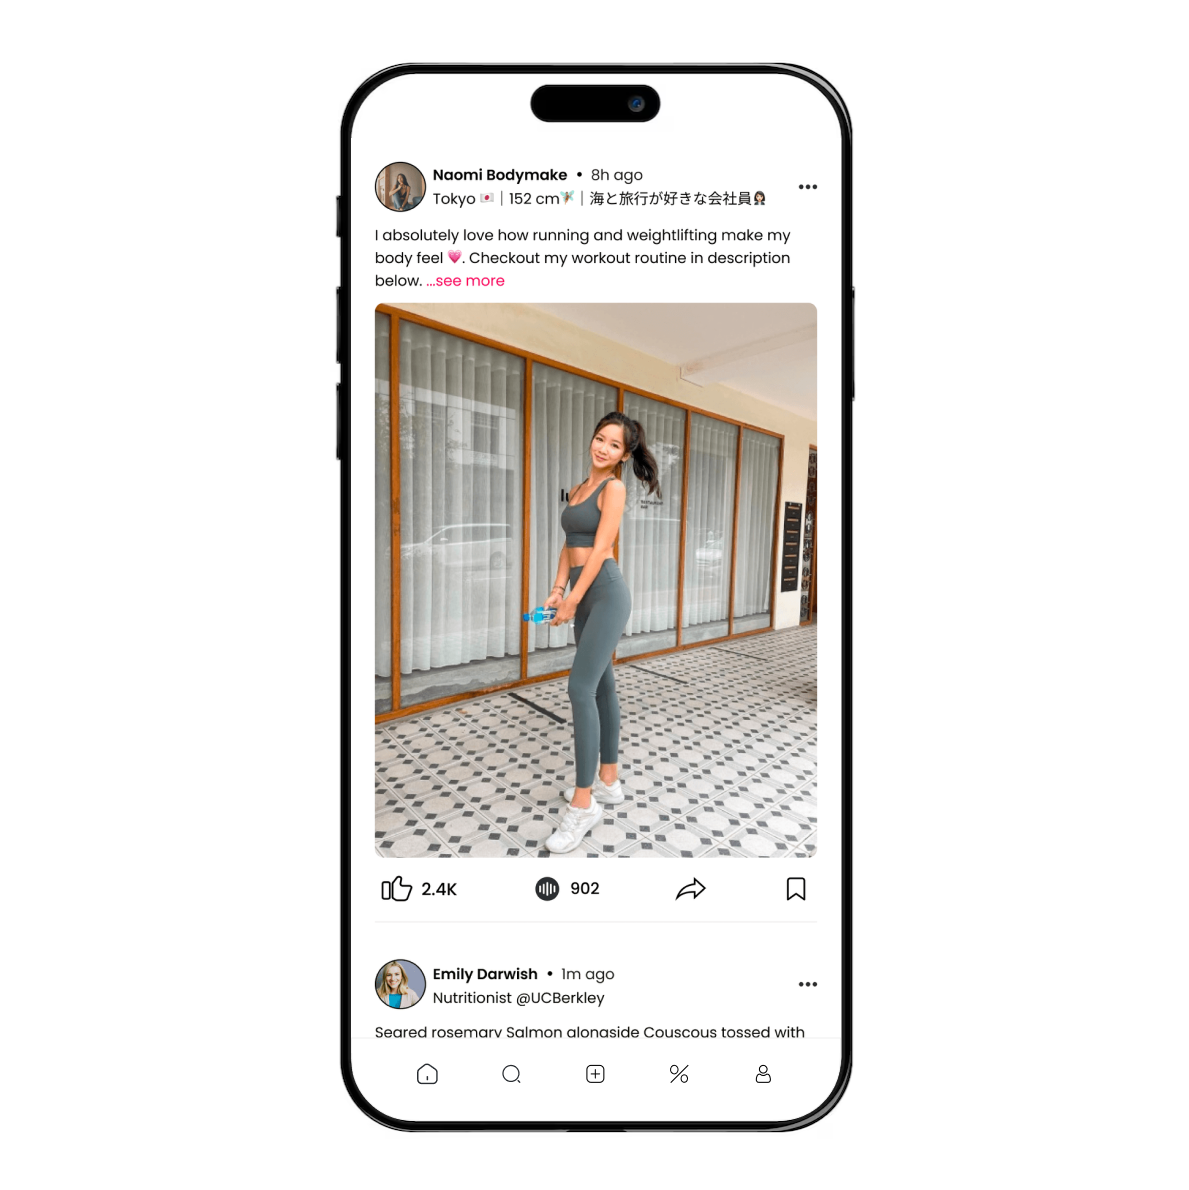 Naomi Bodymake • 8h ago
Tokyo 🇯🇵 | 152 cm🧚 | 海と旅行が好きな会社員👩🏻‍💼
I absolutely love how running and weightlifting make my
body feel 💗. Checkout my workout routine in description
below. ...see more
2.4K
902
Emily Darwish • 1m ago
Nutritionist @UCBerkley
Seared rosemary Salmon alongside Couscous tossed with